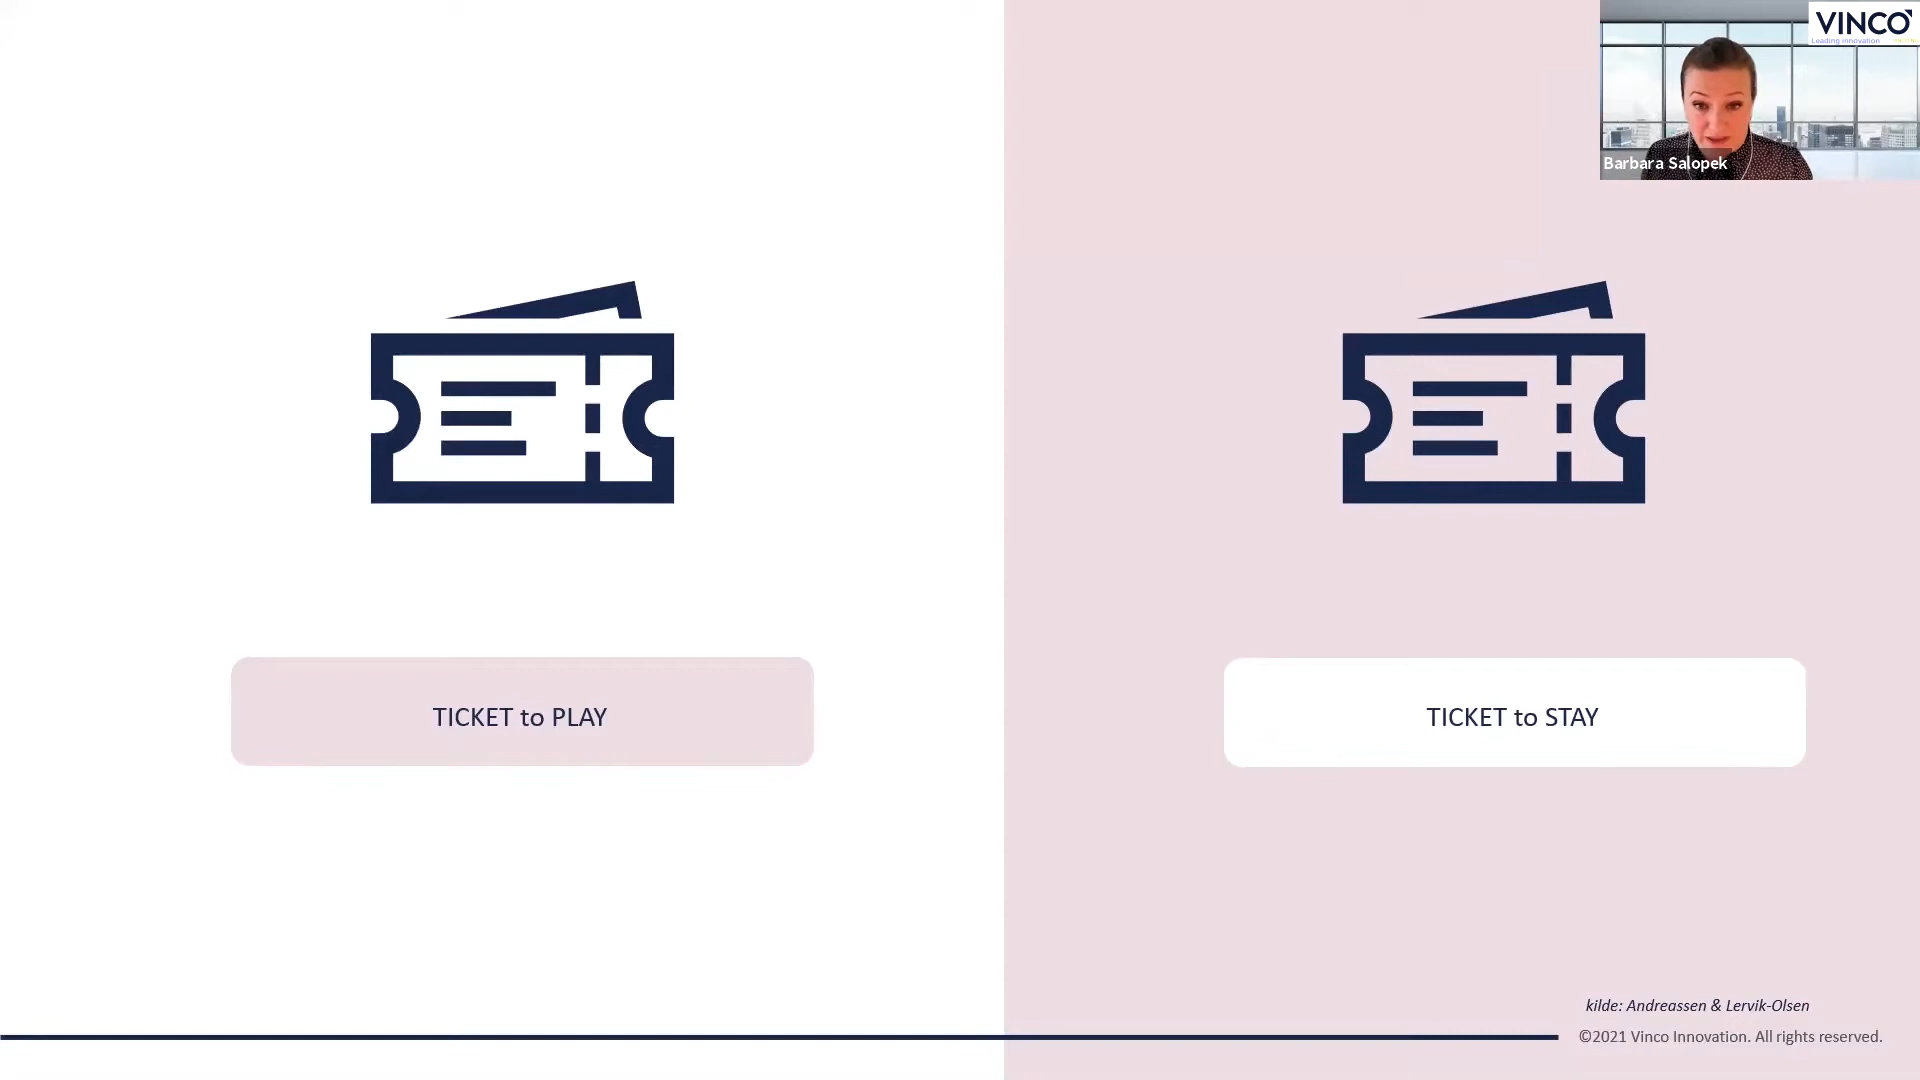 VINCO
Leading innovation
Barbara Salopek
TICKET to PLAY
TICKET to STAY
kilde: Andreassen & Lervik-Olsen
©2021 Vinco Innovation. All rights reserved.